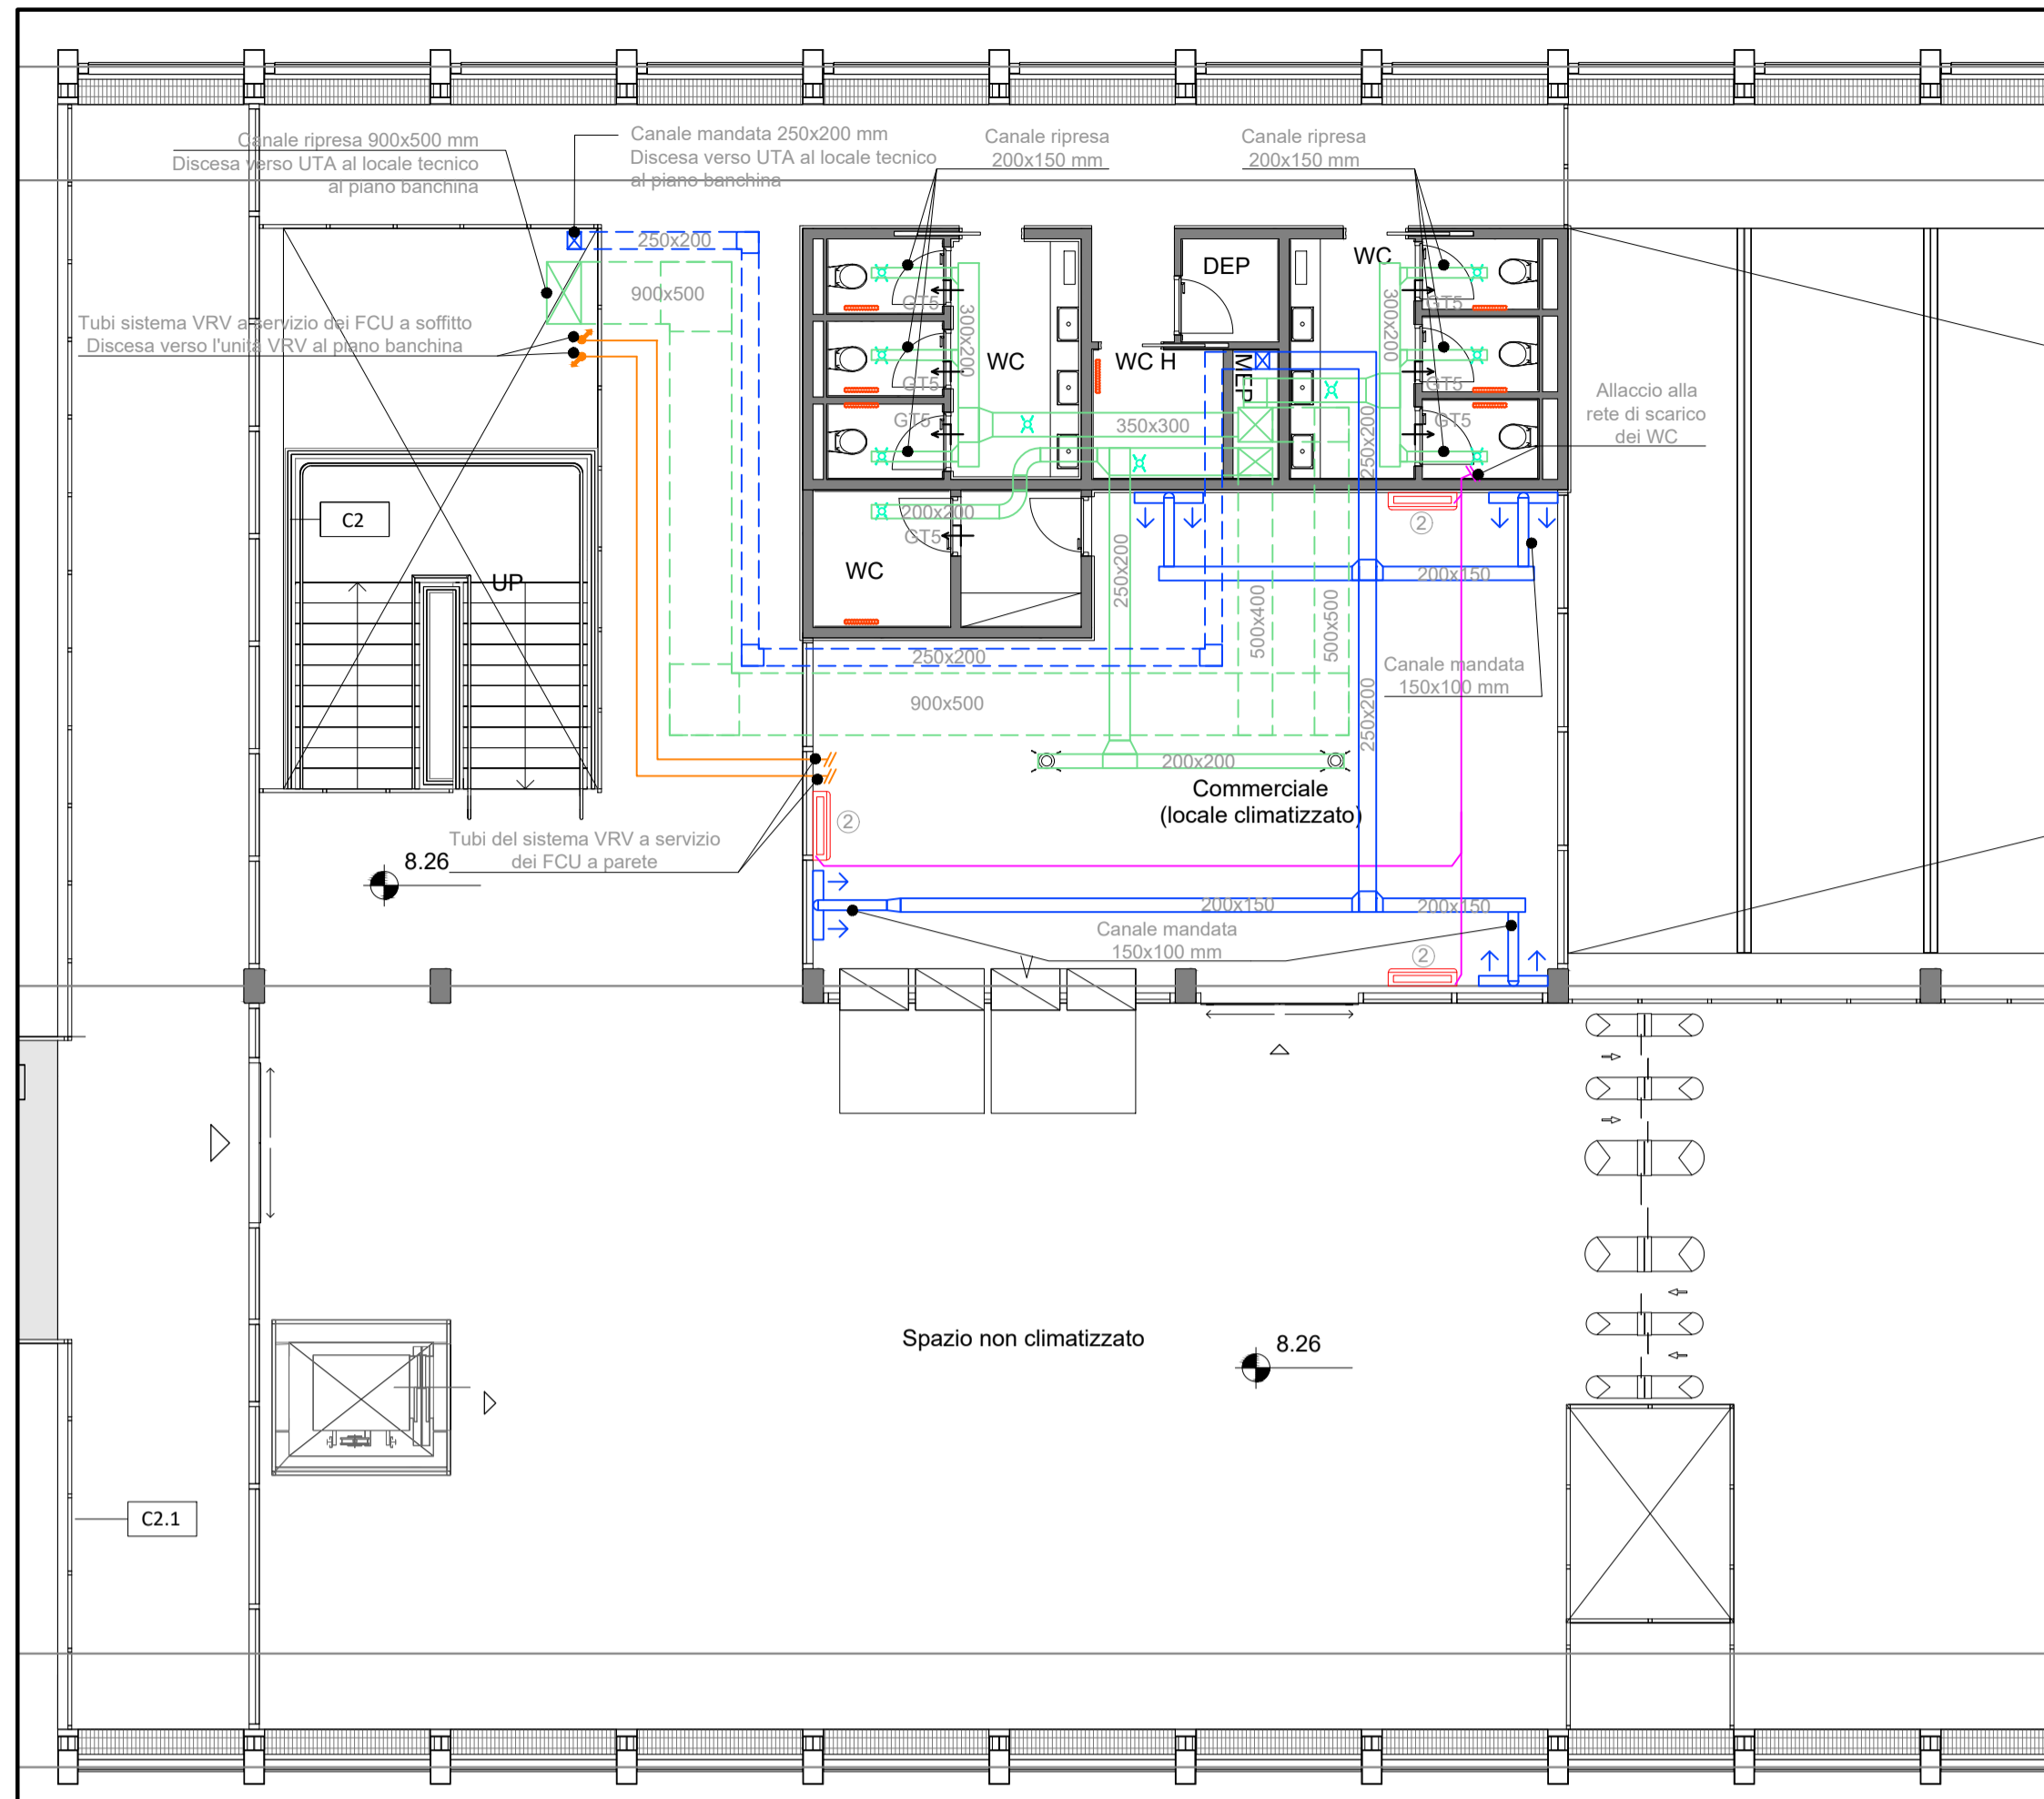 Canale ripresa 900x500 mm
Discesa verso UTA al locale tecnico
al piano banchina
Canale mandata 250x200 mm
Discesa verso UTA al locale tecnico
al piano banchina
Canale ripresa
200x150 mm
Canale ripresa
200x150 mm
250x200
900x500
Tubi sistema VRV a servizio dei FCU a soffitto
Discesa verso l'unità VRV al piano banchina
GT5
GT5
GT5
300x200
WC
WC H
DEP
MEP
WC
300x200
GT5
GT5
GT5
Allaccio alla
rete di scarico
dei WC
350x300
250x200
C2
UP
200x200
GT5
WC
250x200
500x400
500x500
2
200x150
Canale mandata
150x100 mm
250x200
900x500
250x200
200x200
Commerciale
(locale climatizzato)
2
Tubi del sistema VRV a servizio
dei FCU a parete
8.26
200x150
200x150
Canale mandata
150x100 mm
2
Spazio non climatizzato
8.26
C2.1